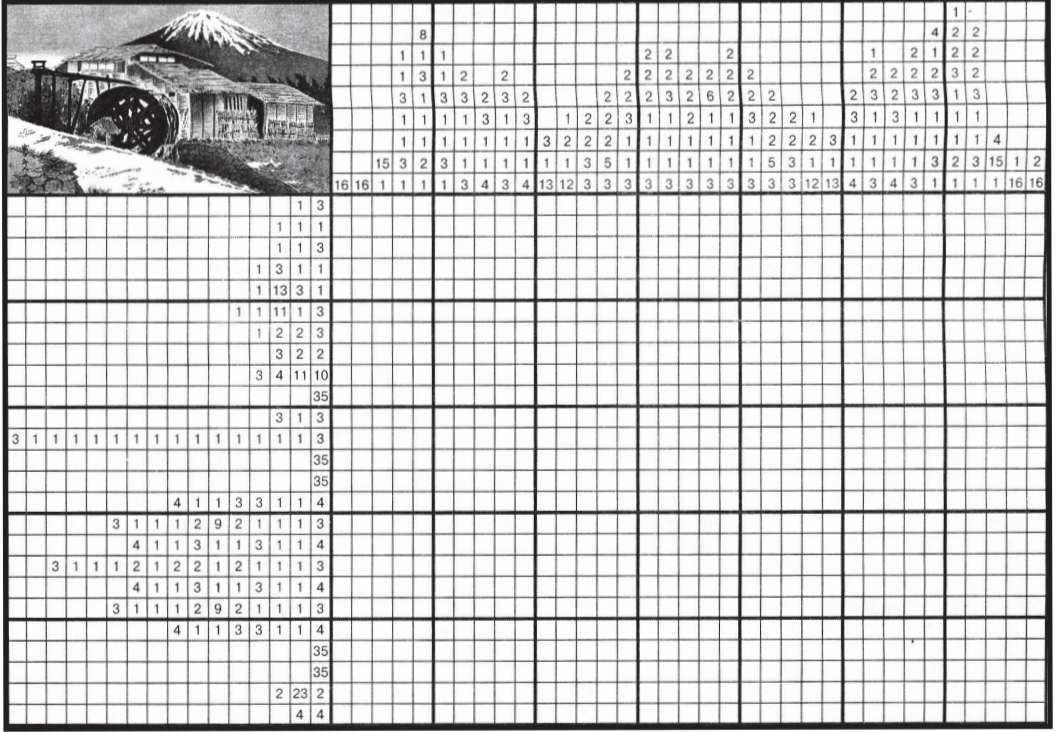 1
8 4 2 2
1 1 1 2 2 2 1 2 1 2 2
1 3 1 2 2 2 2 2 2 2 2 2 2 2 2 2 3 2
3 1 3 3 2 3 2 2 2 2 3 2 6 2 2 2 2 3 2 3 3 1 3
1 1 1 1 3 1 3 1 2 2 3 1 1 2 1 1 3 2 2 1 3 1 3 1 1 1 1
1 1 1 1 1 1 3 2 2 2 1 1 1 1 1 1 1 2 2 2 3 1 1 1 1 1 1 1 4
15 3 2 3 1 1 1 1 1 1 3 5 1 1 1 1 1 1 1 5 3 1 1 1 1 1 1 3 2 3 15 1 2
16 16 1 1 1 1 3 4 3 4 13 12 3 3 3 3 3 3 3 3 3 3 3 12 13 4 3 4 3 1 1 1 1 16 16
1 3
1 1 1
1 1 3
1 3 1 1
1 13 3 1
1 1 11 1 3
1 2 2 3
3 2 2
3 4 11 10
35
3 1 3
3 1 1 1 1 1 1 1 1 1 1 1 1 1 3
35
35
4 1 1 3 3 1 1 4
3 1 1 1 2 9 2 1 1 1 3
4 1 1 3 1 1 3 1 1 4
3 1 1 1 2 1 2 2 1 2 1 1 1 3
4 1 1 3 1 1 3 1 1 4
3 1 1 1 2 9 2 1 1 1 3
4 1 1 3 3 1 1 4
35
35
2 23 2
4 4